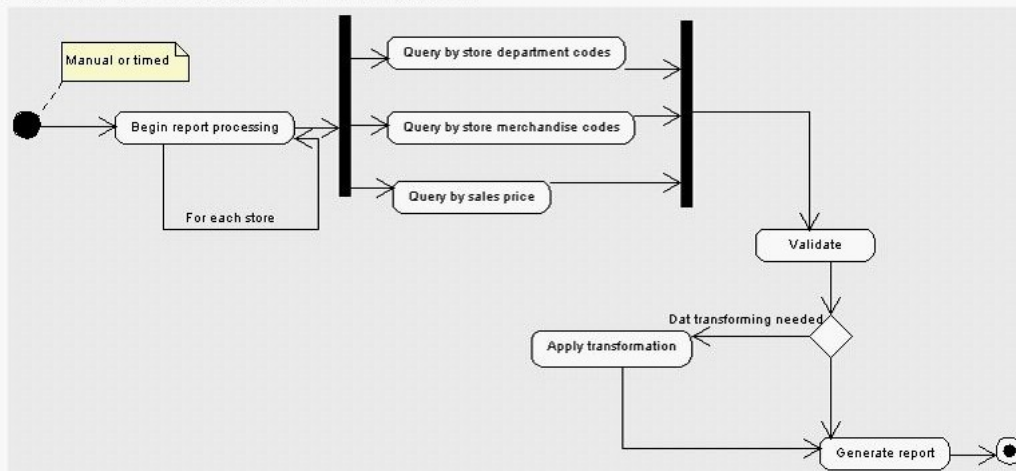 Manual or timed
Begin report processing
For each store
Query by store department codes
Query by store merchandise codes
Query by sales price
Validate
Dat transforming needed
Apply transformation
Generate report